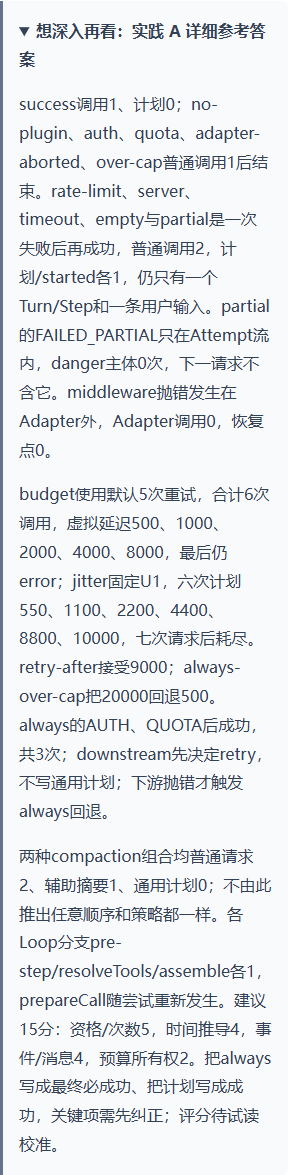 ▼ 想深入再看：实践 A 详细参考答
案
success调用1、计划0；no-
plugin、auth、quota、adapter-
aborted、over-cap普通调用1后结
束。rate-limit、server、
timeout、empty与partial是一次
失败后再成功，普通调用2，计
划/started各1，仍只有一个
Turn/Step和一条用户输入。partial
的FAILED_PARTIAL只在Attempt流
内，danger主体0次，下一请求不
含它。middleware抛错发生在
Adapter外，Adapter调用0，恢复
点0。
budget使用默认5次重试，合计6次
调用，虚拟延迟500、1000、
2000、4000、8000，最后仍
error；jitter固定U1，六次计划
550、1100、2200、4400、
8800、10000，七次请求后耗尽。
retry-after接受9000；always-
over-cap把20000回退500。
always的AUTH、QUOTA后成功，
共3次；downstream先决定retry，
不写通用计划；下游抛错才触发
always回退。
两种compaction组合均普通请求
2、辅助摘要1、通用计划0；不由此
推出任意顺序和策略都一样。各
Loop分支pre-
step/resolveTools/assemble各1，
prepareCall随尝试重新发生。建议
15分：资格/次数5，时间推导4，事
件/消息4，预算所有权2。把always
写成最终必成功、把计划写成成
功，关键项需先纠正；评分待试读
校准。